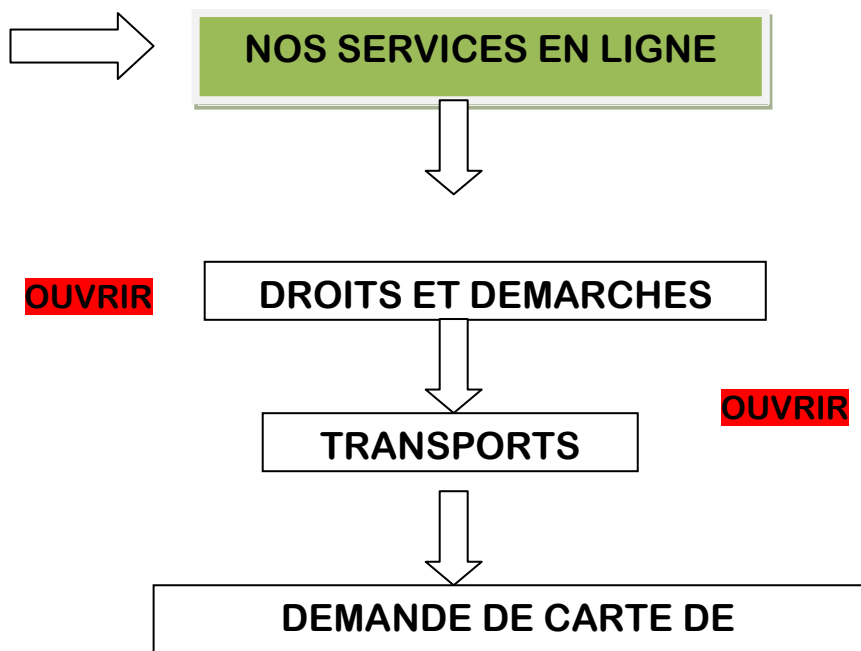 NOS SERVICES EN LIGNE
OUVRIR
DROITS ET DEMARCHES
OUVRIR
TRANSPORTS
DEMANDE DE CARTE DE